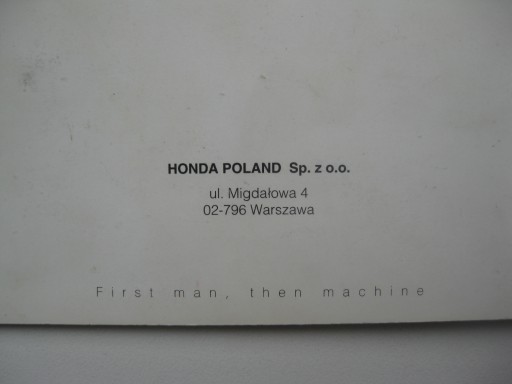 HONDA POLAND Sp. z o.o.
ul. Migdałowa 4
02-796 Warszawa
First man, then machine